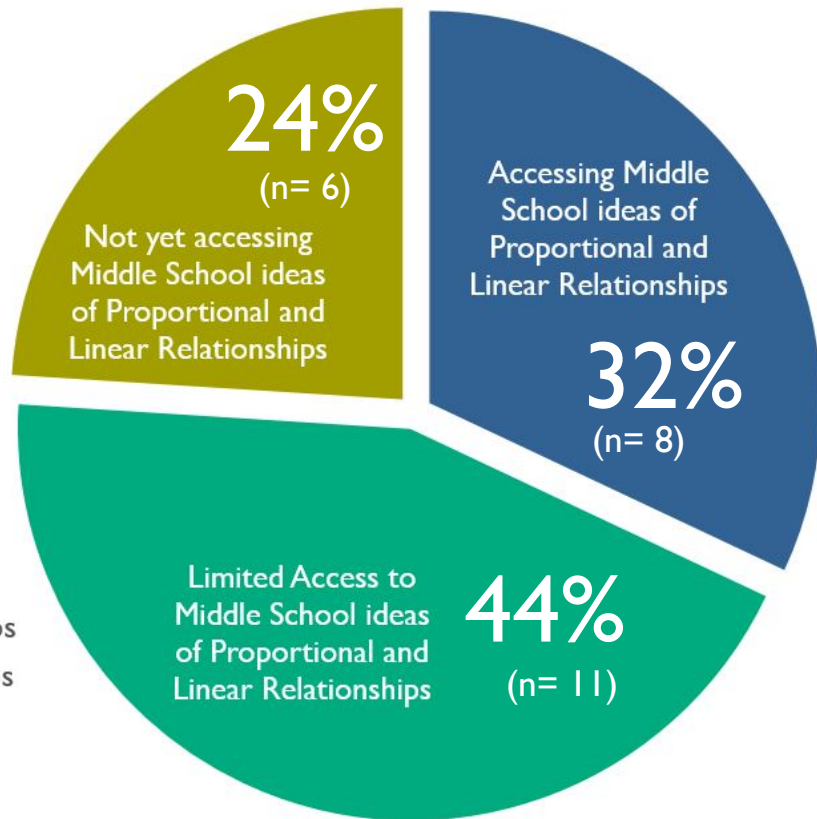 24%
(n= 6)
Not yet accessing
Middle School ideas
of Proportional and
Linear Relationships
Accessing Middle
School ideas of
Proportional and
Linear Relationships
32%
(n= 8)
Limited Access to
Middle School ideas
of Proportional and
Linear Relationships
44%
(n= 11)